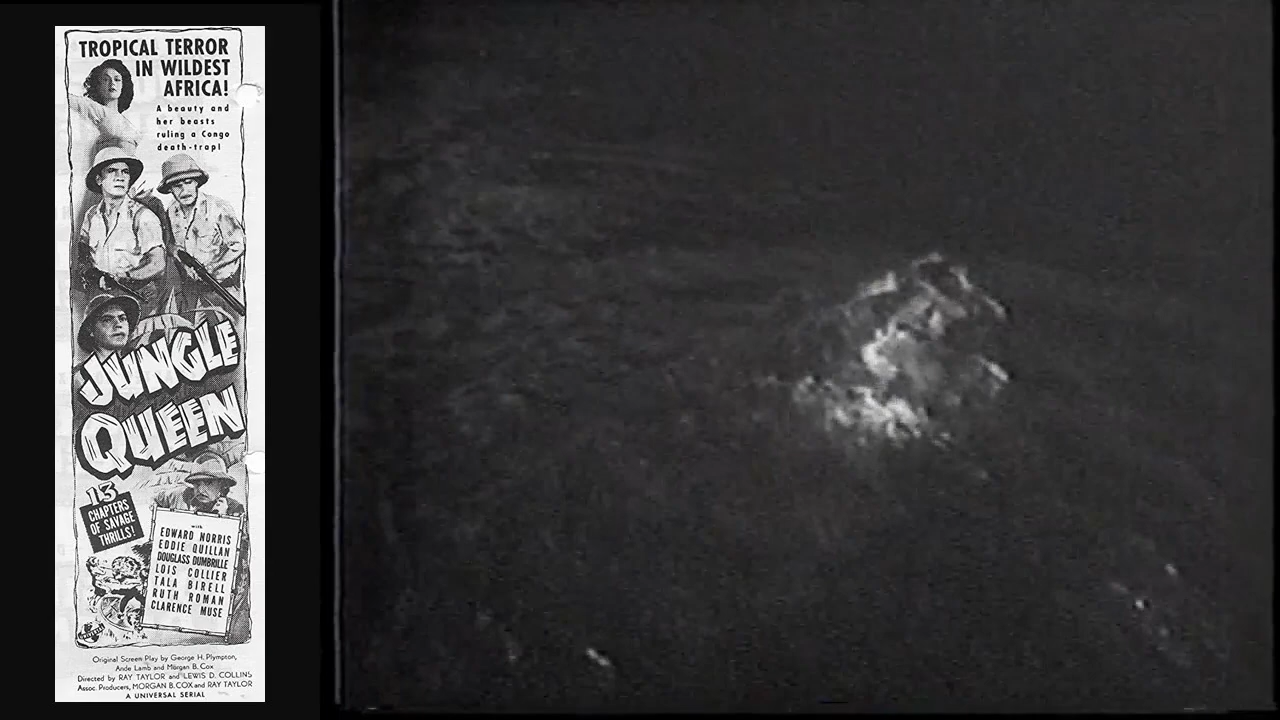 TROPICAL TERROR
IN WILDEST
AFRICA!
A beauty and
her beasts
ruling a Congo
death-trap!
JUNGLE
QUEEN
13
CHAPTERS
OF SAVAGE
THRILLS!
with
EDWARD NORRIS
EDDIE QUILLAN
DOUGLASS DUMBRILLE
LOIS COLLIER
TALA BIRELL
RUTH ROMAN
CLARENCE MUSE
Original Screen Play by George H. Plympton,
Ande Lamb and Morgan B. Cox
Directed by RAY TAYLOR and LEWIS D. COLLINS
Assoc. Producers, MORGAN B. COX and RAY TAYLOR
A UNIVERSAL SERIAL